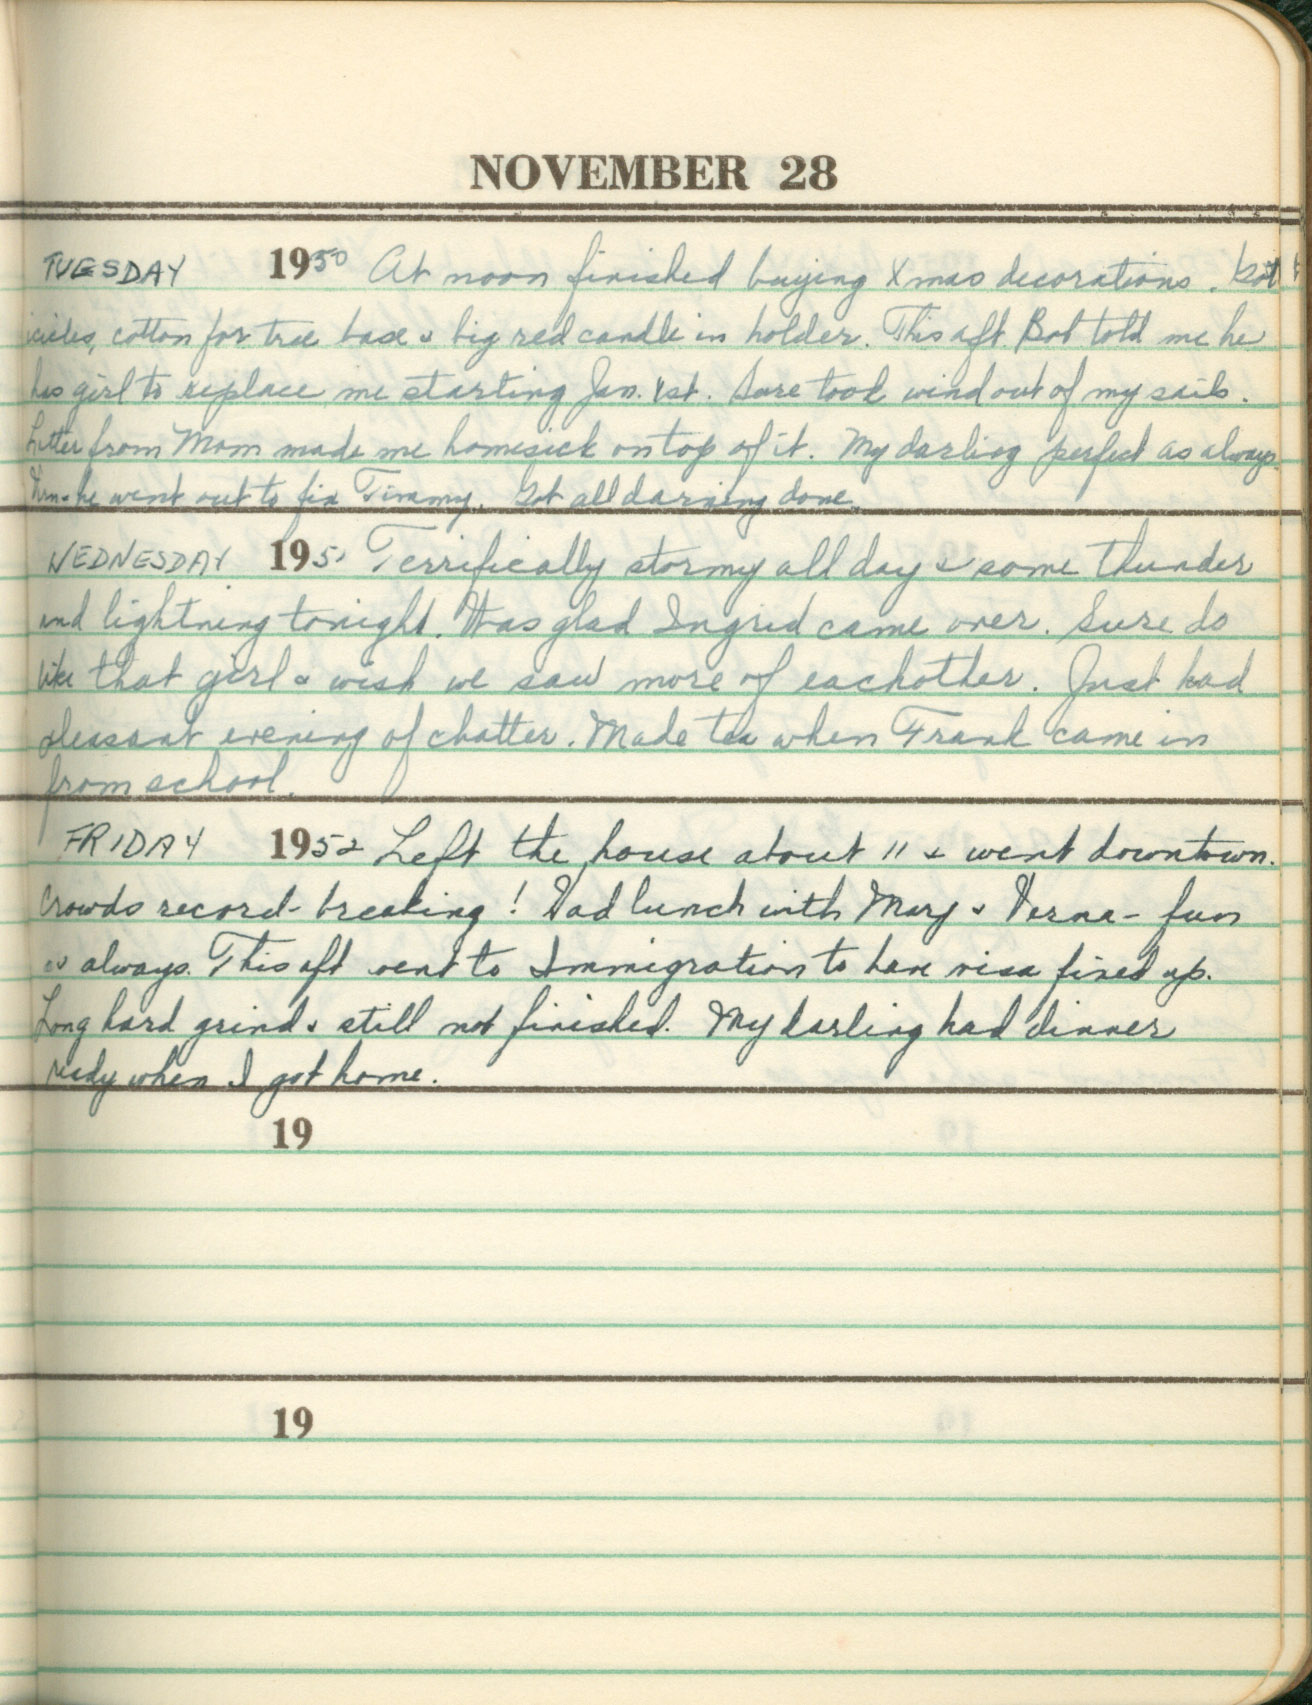 NOVEMBER 28
TUESDAY 1950 At noon finished buying Xmas decorations. Got
icicles, cotton for tree base & big red candle in holder. This aft Bob told me he
has girl to replace me starting Jan. 1st. Sure took wind out of my sails.
Letter from Mom made me homesick on top of it. My darling perfect as always.
he went out to fix Timmy. Got all darning done.
WEDNESDAY 1951 Terrifically stormy all day & some thunder
and lightning tonight. Was glad Ingrid came over. Sure do
like that girl & wish we saw more of eachother. Just had
pleasant evening of chatter. Made tea when Frank came in
from school.
FRIDAY 1952 Left the house about 11 & went downtown.
Crowds record-breaking! Had lunch with Mary & Verna - fun
as always. This aft went to Immigration to have visa fixed up.
Long hard grind & still not finished. My darling had dinner
ready when I got home.
19
19